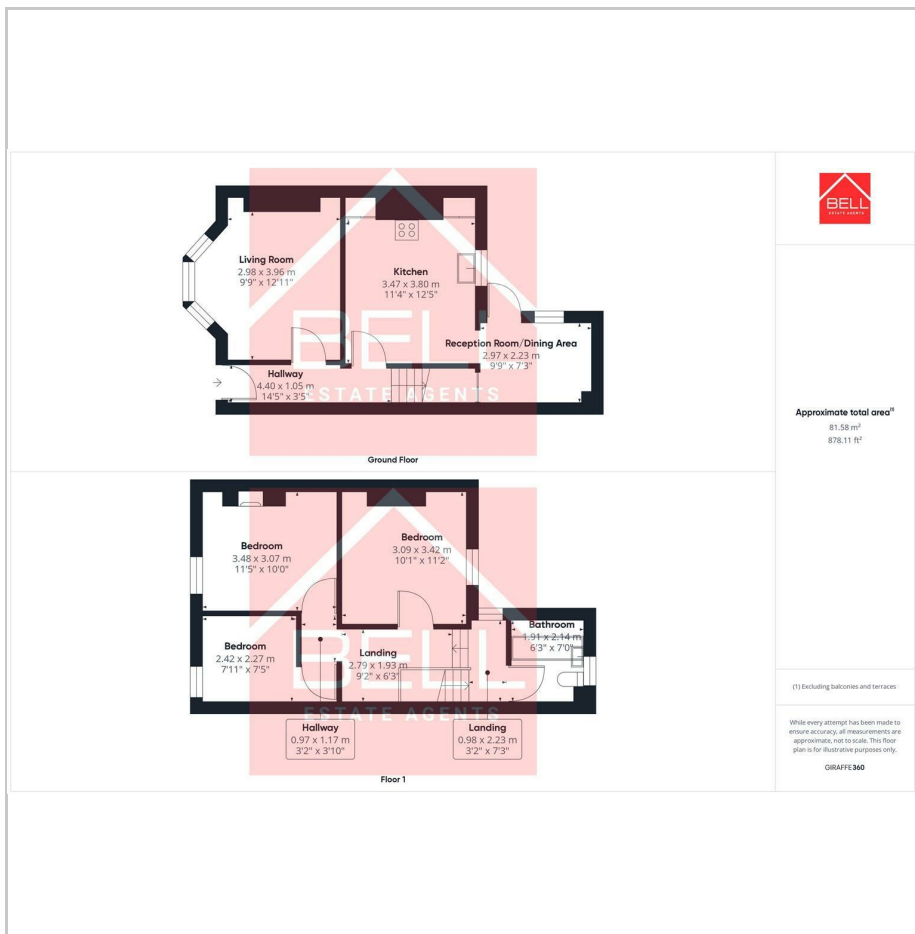 Living Room
2.98 x 3.96 m
9'9" x 12'11"
Kitchen
3.47 x 3.80 m
11'4" x 12'5"
Reception Room/Dining Area
2.97 x 2.23 m
9'9" x 7'3"
Hallway
4.40 x 1.05 m
14'5" x 3'5"
BELL
ESTATE AGENTS
Ground Floor
Bedroom
3.48 x 3.07 m
11'5" x 10'0"
Bedroom
3.09 x 3.42 m
10'1" x 11'2"
Bedroom
2.42 x 2.27 m
7'11" x 7'5"
Landing
2.79 x 1.93 m
9'2" x 6'3"
Bathroom
1.91 x 2.14 m
6'3" x 7'0"
BELL
ESTATE AGENTS
Hallway
0.97 x 1.17 m
3'2" x 3'10"
Landing
0.98 x 2.23 m
3'2" x 7'3"
Floor 1
BELL
ESTATE AGENTS
Approximate total area⁽¹⁾
81.58 m²
878.11 ft²
(1) Excluding balconies and terraces
While every attempt has been made to
ensure accuracy, all measurements are
approximate, not to scale. This floor
plan is for illustrative purposes only.
GIRAFFE360